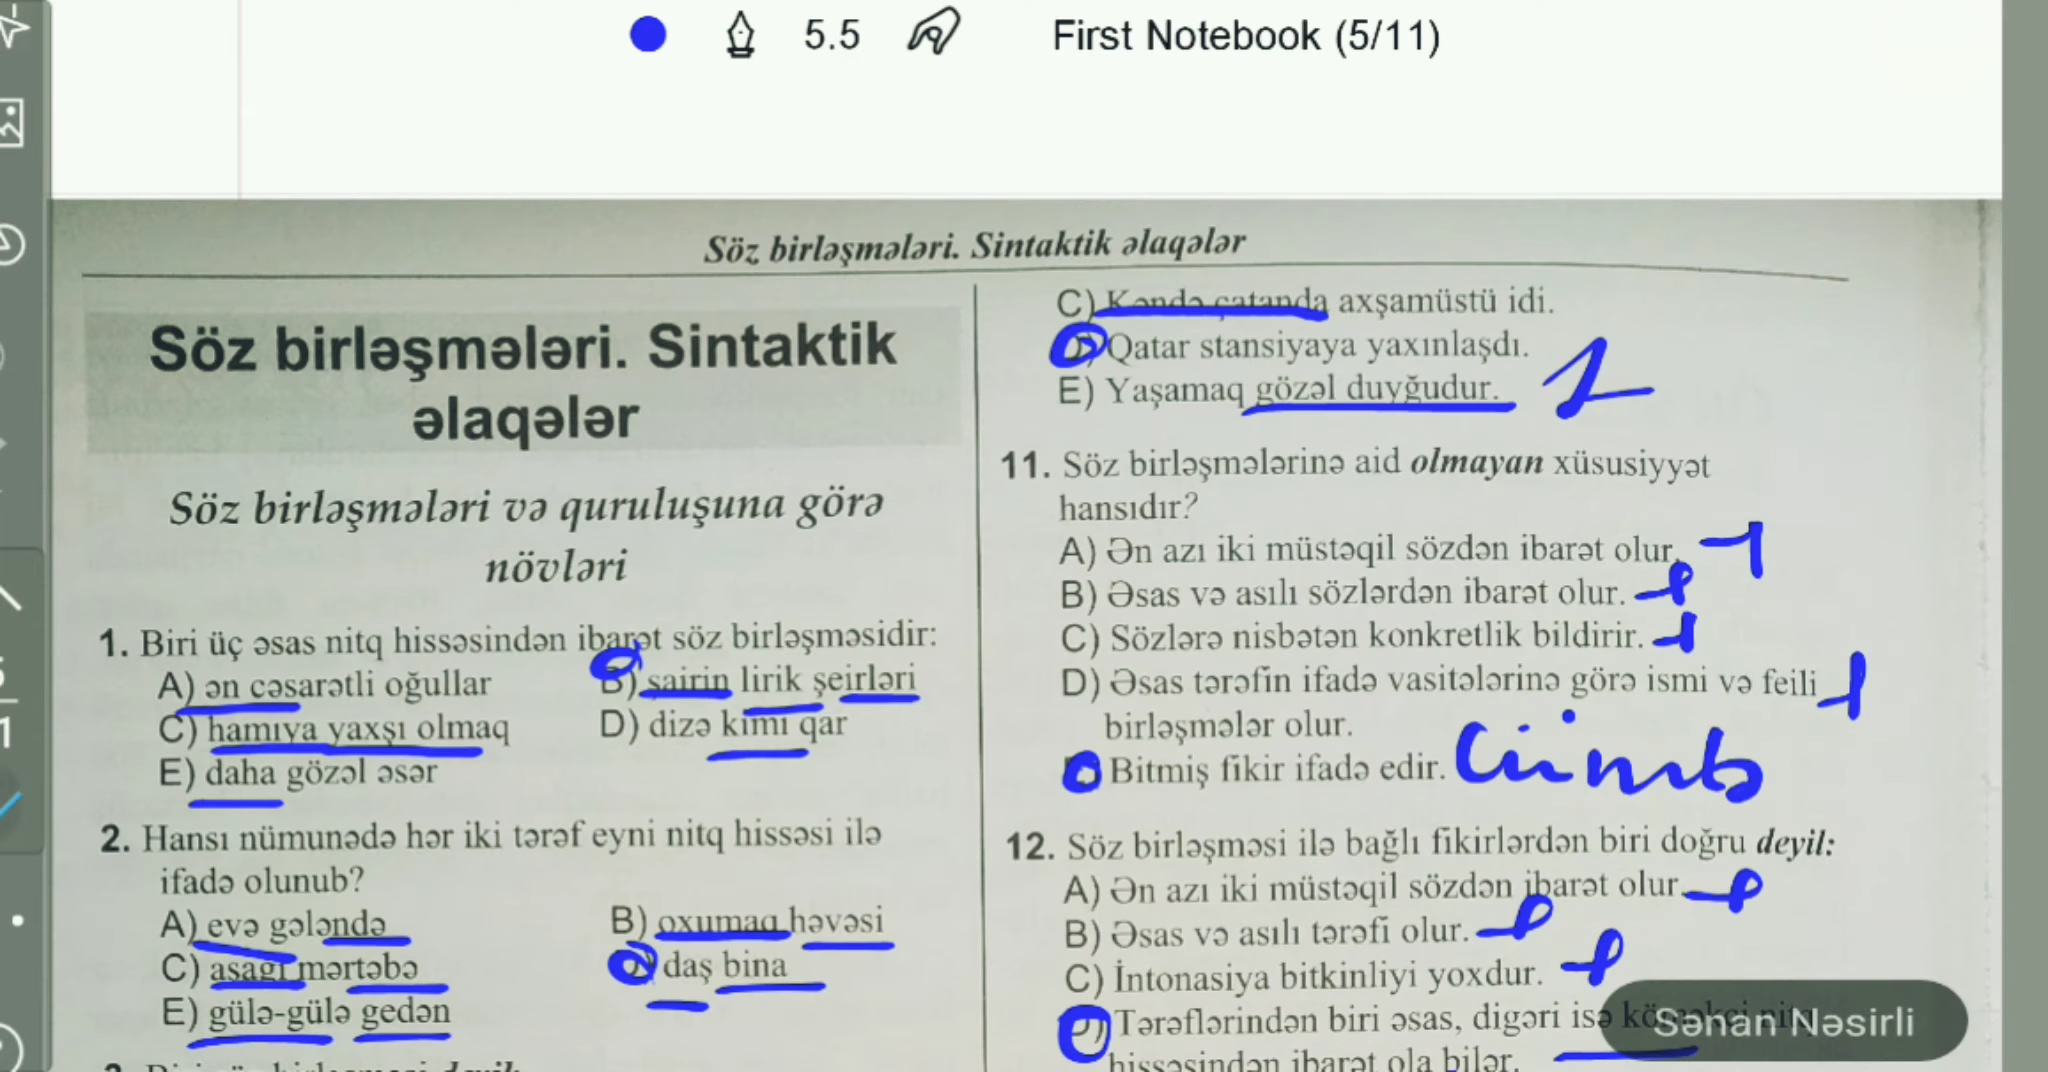 5.5 First Notebook (5/11)
Söz birləşmələri. Sintaktik əlaqələr
Söz birləşmələri. Sintaktik
əlaqələr
Söz birləşmələri və quruluşuna görə
növləri
1. Biri üç əsas nitq hissəsindən ibarət söz birləşməsidir:
A) ən cəsarətli oğullar B) şairin lirik şeirləri
C) hamıya yaxşı olmaq D) dizə kimi qar
E) daha gözəl əsər
2. Hansı nümunədə hər iki tərəf eyni nitq hissəsi ilə
ifadə olunub?
A) evə gələndə B) oxumaq həvəsi
C) aşağı mərtəbə daş bina
E) gülə-gülə gedən
C) Kəndə çatanda axşamüstü idi.
Qatar stansiyaya yaxınlaşdı.
E) Yaşamaq gözəl duyğudur.
11. Söz birləşmələrinə aid olmayan xüsusiyyət
hansıdır?
A) Ən azı iki müstəqil sözdən ibarət olur.
B) Əsas və asılı sözlərdən ibarət olur.
C) Sözlərə nisbətən konkretlik bildirir.
D) Əsas tərəfin ifadə vasitələrinə görə ismi və feili
birləşmələr olur.
Bitmiş fikir ifadə edir. Cümlə
12. Söz birləşməsi ilə bağlı fikirlərdən biri doğru deyil:
A) Ən azı iki müstəqil sözdən ibarət olur.
B) Əsas və asılı tərəfi olur.
C) İntonasiya bitkinliyi yoxdur.
D) Tərəflərindən biri əsas, digəri isə köməkçi nitq
hissəsindən ibarət ola bilər.
Sənan Nəsirli